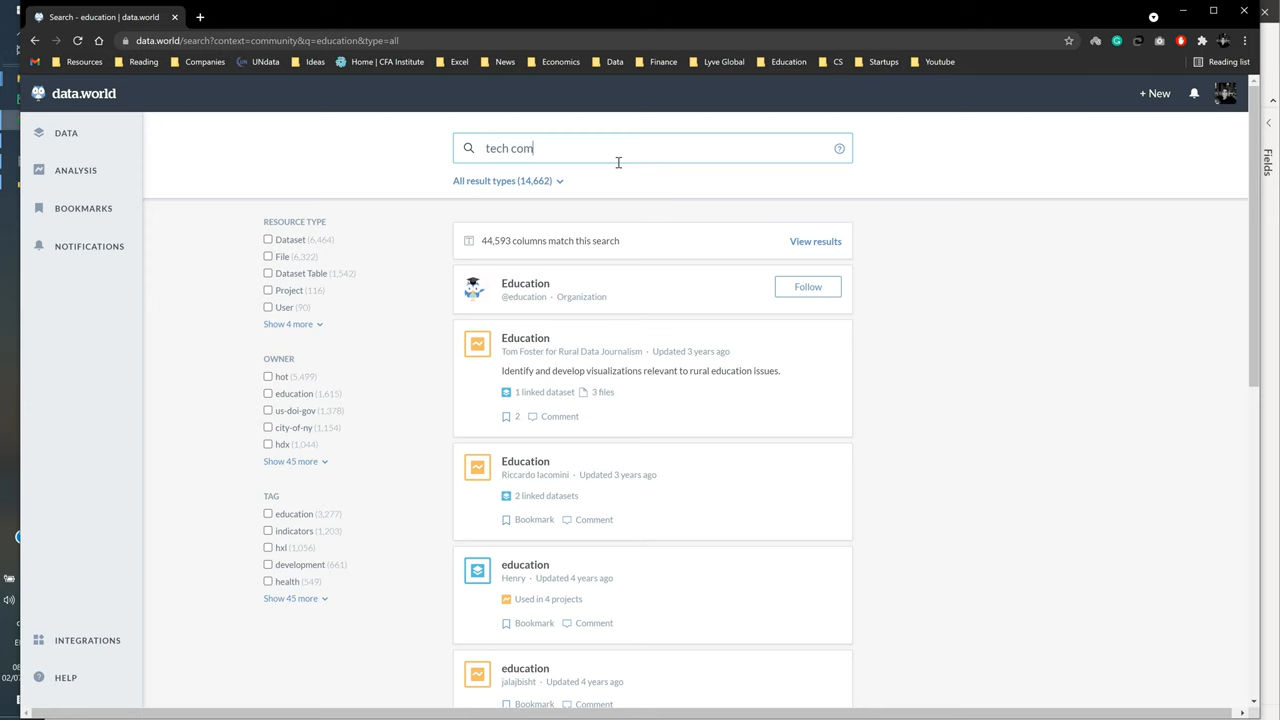 Search - education | data.world
data.world/search?context=community&q=education&type=all
Resources Reading Companies UNdata Ideas Home | CFA Institute Excel News Economics Data Finance Lyve Global Education CS Startups Youtube Reading list
data.world
+ New
DATA
ANALYSIS
BOOKMARKS
NOTIFICATIONS
INTEGRATIONS
HELP
tech com
All result types (14,662)
RESOURCE TYPE
Dataset (6,464)
File (6,322)
Dataset Table (1,542)
Project (116)
User (90)
Show 4 more
OWNER
hot (5,499)
education (1,615)
us-doi-gov (1,378)
city-of-ny (1,154)
hdx (1,044)
Show 45 more
TAG
education (3,277)
indicators (1,203)
hxl (1,056)
development (661)
health (549)
Show 45 more
44,593 columns match this search View results
Education
@education · Organization
Follow
Education
Tom Foster for Rural Data Journalism · Updated 3 years ago
Identify and develop visualizations relevant to rural education issues.
1 linked dataset 3 files
2 Comment
Education
Riccardo Iacomini · Updated 3 years ago
2 linked datasets
Bookmark Comment
education
Henry · Updated 4 years ago
Used in 4 projects
Bookmark Comment
education
jalajbisht · Updated 4 years ago
Bookmark Comment
Fields